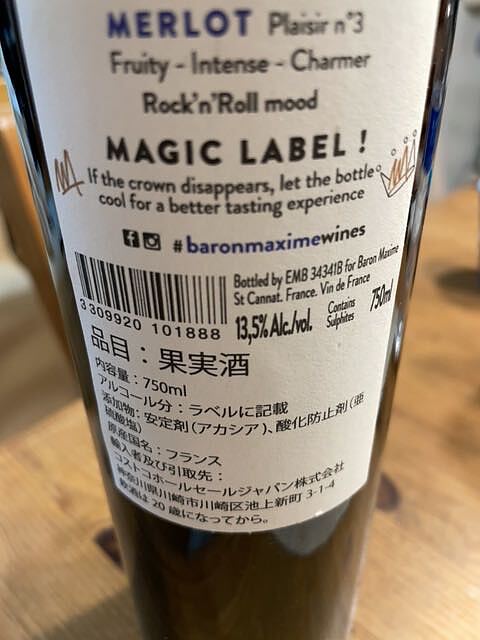 MERLOT Plaisir n°3
Fruity - Intense - Charmer
Rock'n'Roll mood
MAGIC LABEL !
If the crown disappears, let the bottle
cool for a better tasting experience
#baronmaximewines
Bottled by EMB 34341B for Baron Maxime
St Cannat. France. Vin de France
3 309920 101888
13,5% Alc./vol.
Contains
Sulphites
750ml
品目：果実酒
内容量：750ml
アルコール分：ラベルに記載
添加物：安定剤（アカシア）、酸化防止剤（亜
硫酸塩）
原産国名：フランス
輸入者及び引取先：
コストコホールセールジャパン株式会社
神奈川県川崎市川崎区池上新町 3-1-4
飲酒は 20 歳になってから。